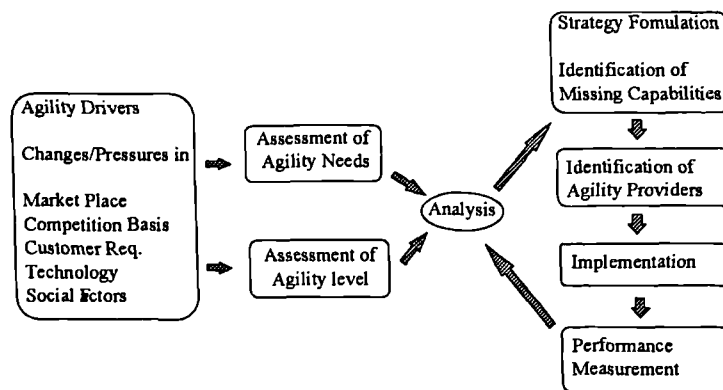 Agility Drivers
Changes/Pressures in
Market Place
Competition Basis
Customer Req.
Technology
Social Fctors
Assessment of
Agility Needs
Assessment of
Agility level
Analysis
Strategy Fomulation
Identification of
Missing Capabilities
Identification of
Agility Providers
Implementation
Performance
Measurement